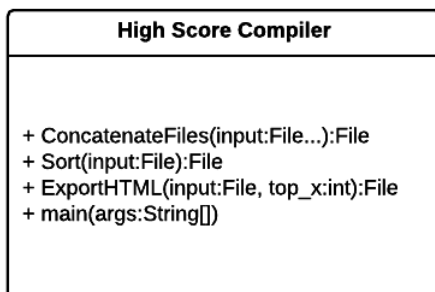 High Score Compiler
+ ConcatenateFiles(input:File...):File
+ Sort(input:File):File
+ ExportHTML(input:File, top_x:int):File
+ main(args:String[])